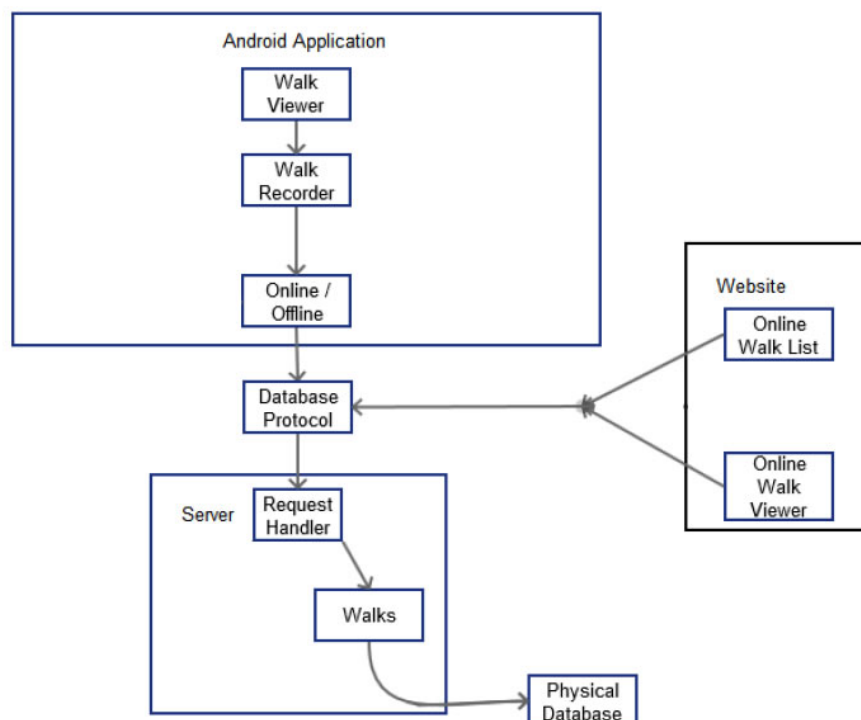 Android Application
Walk
Viewer
Walk
Recorder
Online /
Offline
Website
Online
Walk List
Database
Protocol
Online
Walk
Viewer
Server
Request
Handler
Walks
Physical
Database